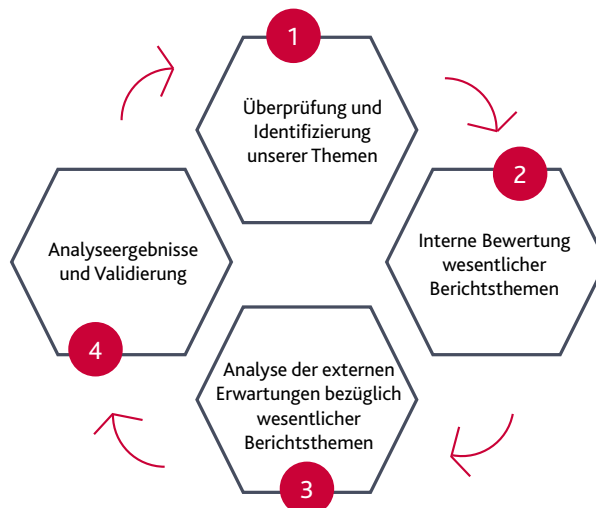 1
Überprüfung und
Identifizierung
unserer Themen
2
Interne Bewertung
wesentlicher
Berichtsthemen
Analyse der externen
Erwartungen bezüglich
wesentlicher
Berichtsthemen
3
Analyseergebnisse
und Validierung
4